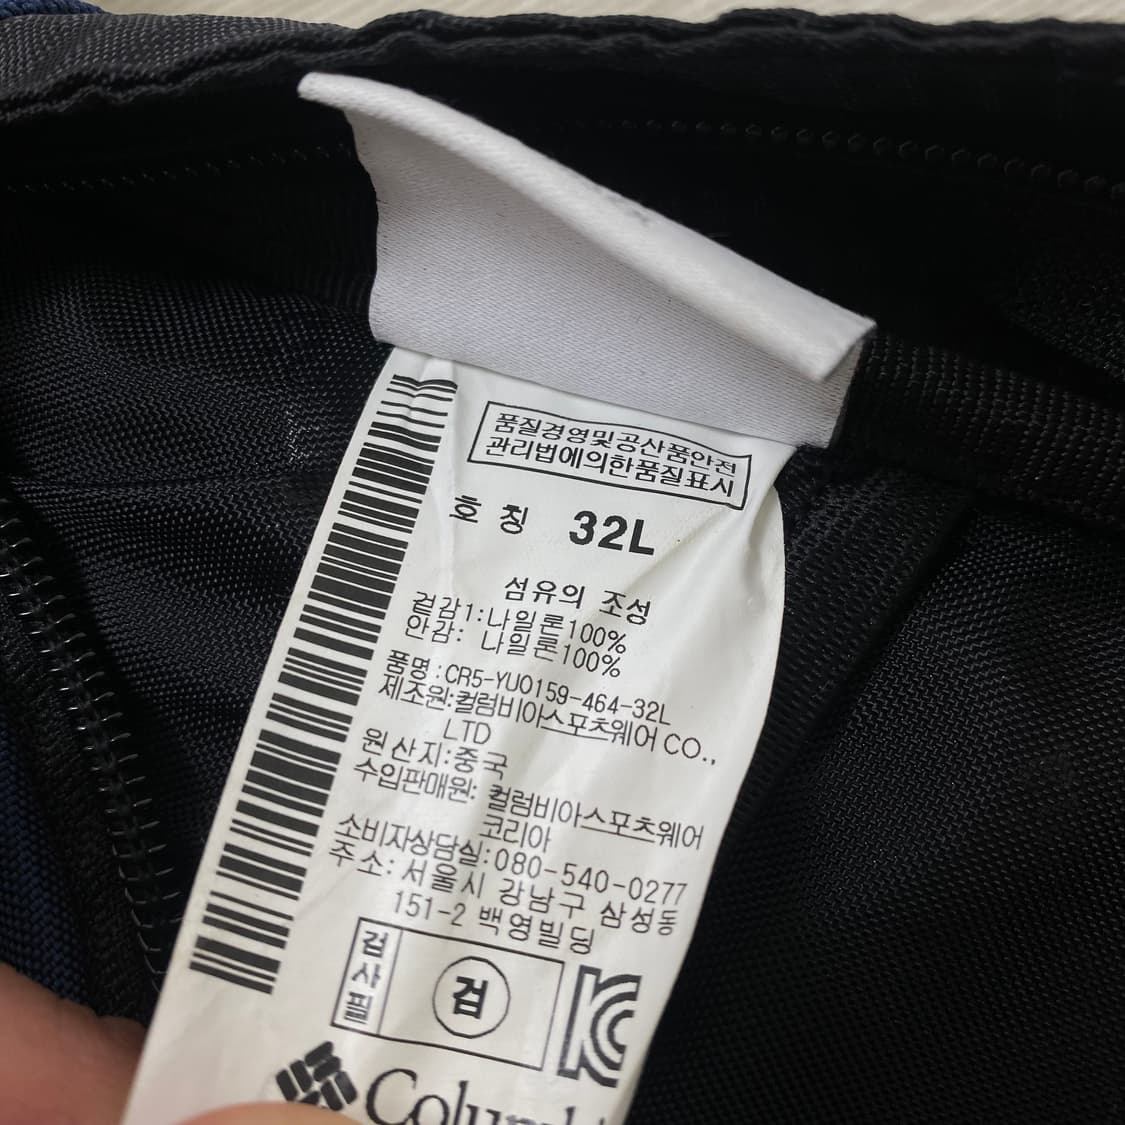 품질경영및공산품안전
관리법에의한품질표시
호 칭 32L
섬유의 조성
겉감1:나일론100%
안감: 나일론100%
품명:CR5-YU0159-464-32L
제조원:컬럼비아스포츠웨어 CO.,
LTD
원산지:중국
수입판매원: 컬럼비아스포츠웨어
코리아
소비자상담실:080-540-0277
주소: 서울시 강남구 삼성동
151-2 백영빌딩
검사필
검
KC